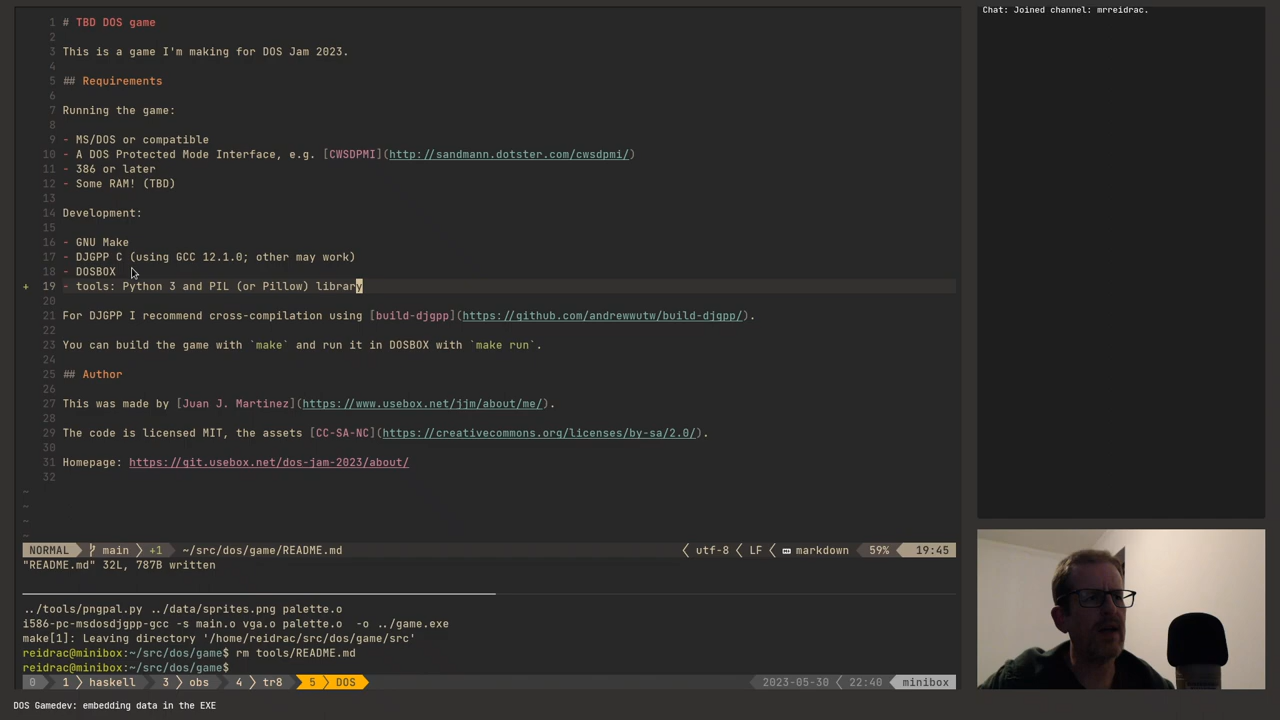 1 # TBD DOS game
2
3 This is a game I'm making for DOS Jam 2023.
4
5 ## Requirements
6
7 Running the game:
8
9 - MS/DOS or compatible
10 - A DOS Protected Mode Interface, e.g. [CWSDPMI](http://sandmann.dotster.com/cwsdpmi/)
11 - 386 or later
12 - Some RAM! (TBD)
13
14 Development:
15
16 - GNU Make
17 - DJGPP C (using GCC 12.1.0; other may work)
18 - DOSBOX
+ 19 - tools: Python 3 and PIL (or Pillow) library
20
21 For DJGPP I recommend cross-compilation using [build-djgpp](https://github.com/andrewwutw/build-djgpp/).
22
23 You can build the game with `make` and run it in DOSBOX with `make run`.
24
25 ## Author
26
27 This was made by [Juan J. Martinez](https://www.usebox.net/jjm/about/me/).
28
29 The code is licensed MIT, the assets [CC-SA-NC](https://creativecommons.org/licenses/by-sa/2.0/).
30
31 Homepage: https://git.usebox.net/dos-jam-2023/about/
32
~
~
~
~
NORMAL main +1 ~/src/dos/game/README.md utf-8 LF markdown 59% 19:45
"README.md" 32L, 787B written
../tools/pngpal.py ../data/sprites.png palette.o
i586-pc-msdosdjgpp-gcc -s main.o vga.o palette.o -o ../game.exe
make[1]: Leaving directory '/home/reidrac/src/dos/game/src'
reidrac@minibox:~/src/dos/game$ rm tools/README.md
reidrac@minibox:~/src/dos/game$
0 1 haskell 3 obs 4 tr8 5 DOS 2023-05-30 22:40 minibox
DOS Gamedev: embedding data in the EXE
Chat: Joined channel: mrreidrac.